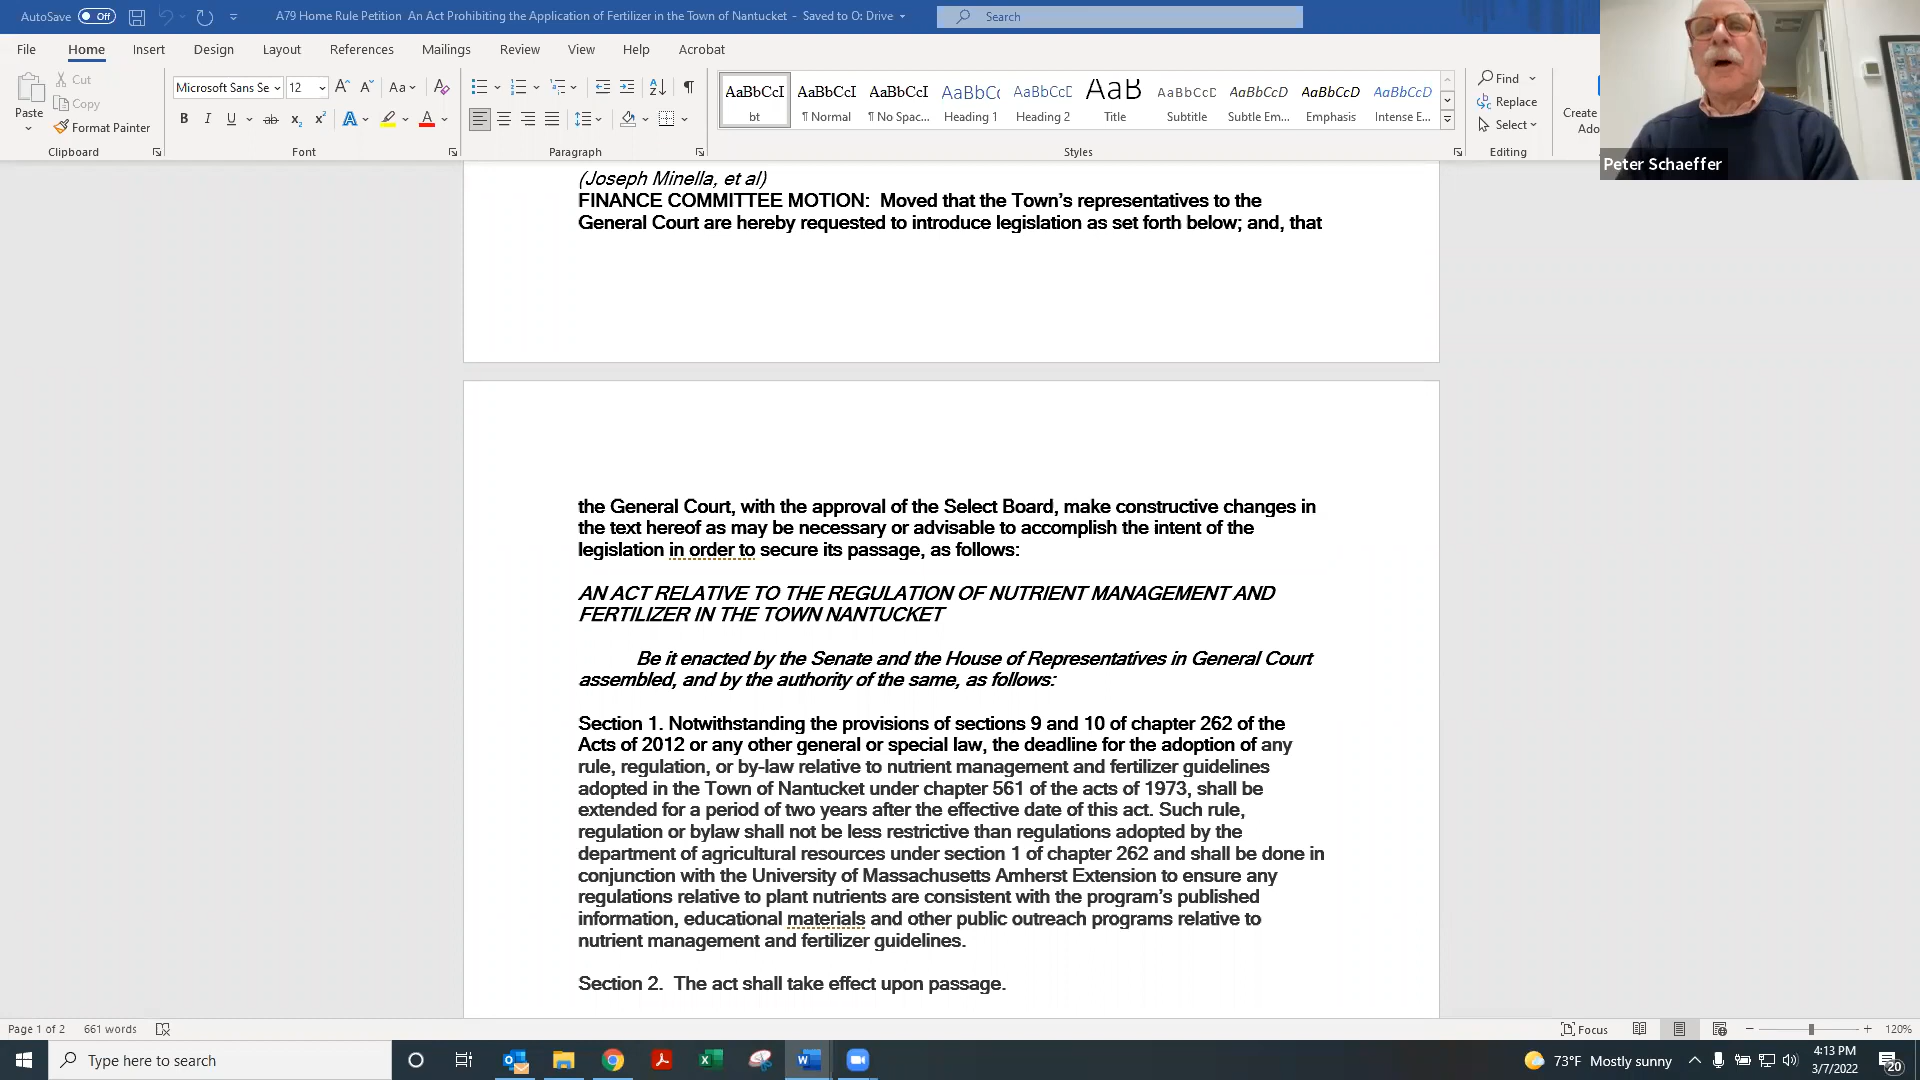 AutoSave Off A79 Home Rule Petition An Act Prohibiting the Application of Fertilizer in the Town of Nantucket - Saved to O: Drive Search
File Home Insert Design Layout References Mailings Review View Help Acrobat
Paste Cut Copy Format Painter
Clipboard
Microsoft Sans Se 12 Aa
B I U ab x₂ x² A A
Font
Paragraph
AaBbCcI AaBbCcI AaBbCcI AaBbCc AaBbCcD AaB AaBbCcD AaBbCcD AaBbCcD AaBbCcD
bt ¶ Normal ¶ No Spac... Heading 1 Heading 2 Title Subtitle Subtle Em... Emphasis Intense E...
Styles
Find
Replace
Select
Editing
Create
Ado
Peter Schaeffer
(Joseph Minella, et al)
FINANCE COMMITTEE MOTION: Moved that the Town's representatives to the
General Court are hereby requested to introduce legislation as set forth below; and, that
the General Court, with the approval of the Select Board, make constructive changes in
the text hereof as may be necessary or advisable to accomplish the intent of the
legislation in order to secure its passage, as follows:
AN ACT RELATIVE TO THE REGULATION OF NUTRIENT MANAGEMENT AND
FERTILIZER IN THE TOWN NANTUCKET
Be it enacted by the Senate and the House of Representatives in General Court
assembled, and by the authority of the same, as follows:
Section 1. Notwithstanding the provisions of sections 9 and 10 of chapter 262 of the
Acts of 2012 or any other general or special law, the deadline for the adoption of any
rule, regulation, or by-law relative to nutrient management and fertilizer guidelines
adopted in the Town of Nantucket under chapter 561 of the acts of 1973, shall be
extended for a period of two years after the effective date of this act. Such rule,
regulation or bylaw shall not be less restrictive than regulations adopted by the
department of agricultural resources under section 1 of chapter 262 and shall be done in
conjunction with the University of Massachusetts Amherst Extension to ensure any
regulations relative to plant nutrients are consistent with the program's published
information, educational materials and other public outreach programs relative to
nutrient management and fertilizer guidelines.
Section 2. The act shall take effect upon passage.
Page 1 of 2 661 words Focus 120%
Type here to search 73°F Mostly sunny 4:13 PM
3/7/2022 20